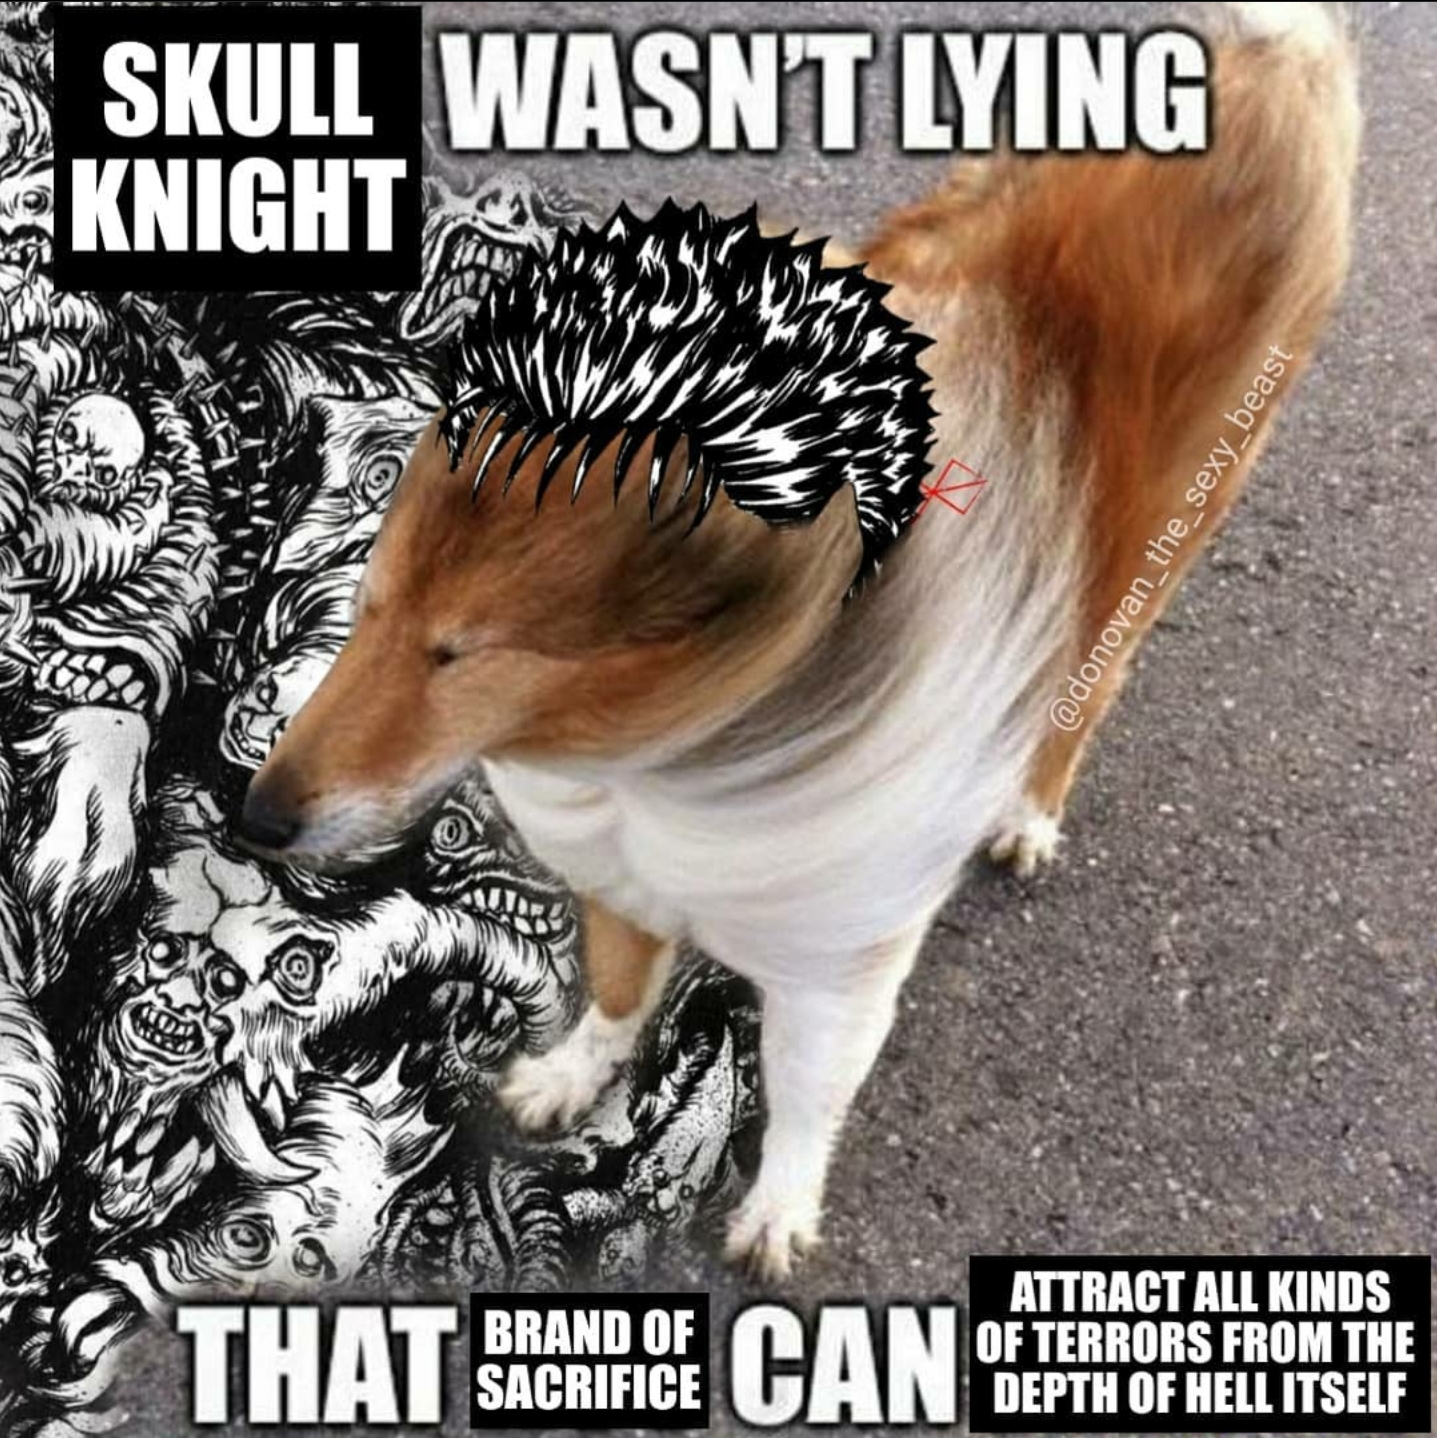 SKULL
KNIGHT
WASN'T LYING
@donovan_the_sexy_beast
THAT
BRAND OF
SACRIFICE
CAN
ATTRACT ALL KINDS
OF TERRORS FROM THE
DEPTH OF HELL ITSELF